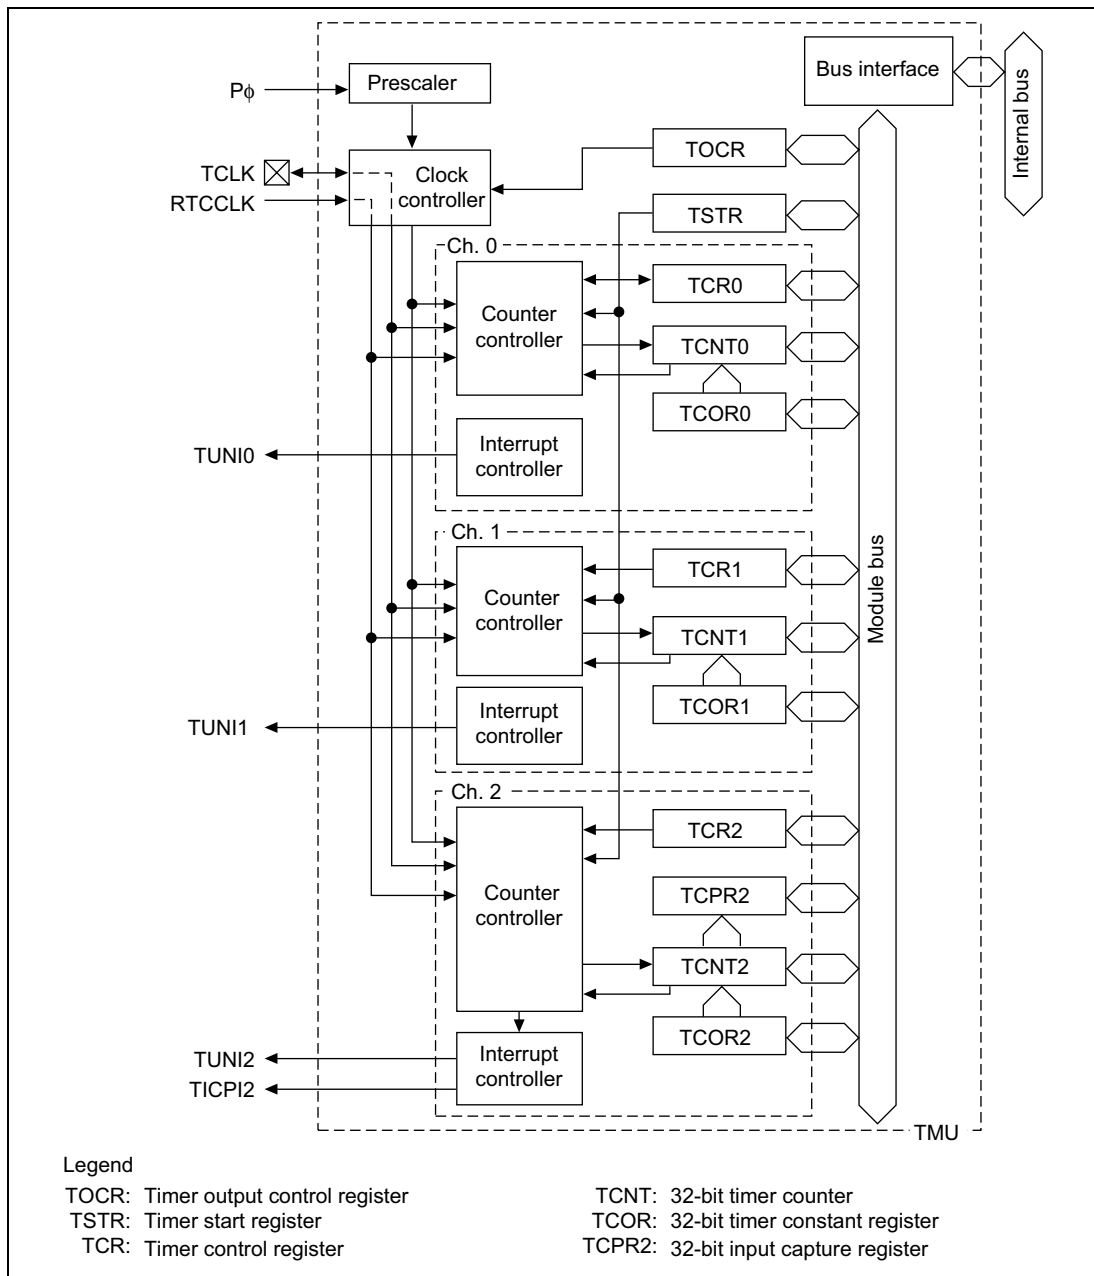 Bus interface
Internal bus
Prescaler
Pϕ
TCLK
RTCCLK
Clock
controller
TOCR
TSTR
Ch. 0
Counter
controller
TCR0
TCNT0
TCOR0
Interrupt
controller
TUNI0
Module bus
Ch. 1
Counter
controller
TCR1
TCNT1
TCOR1
Interrupt
controller
TUNI1
Ch. 2
Counter
controller
TCR2
TCPR2
TCNT2
TCOR2
Interrupt
controller
TUNI2
TICPI2
TMU
Legend
TOCR: Timer output control register
TSTR: Timer start register
TCR: Timer control register
TCNT: 32-bit timer counter
TCOR: 32-bit timer constant register
TCPR2: 32-bit input capture register